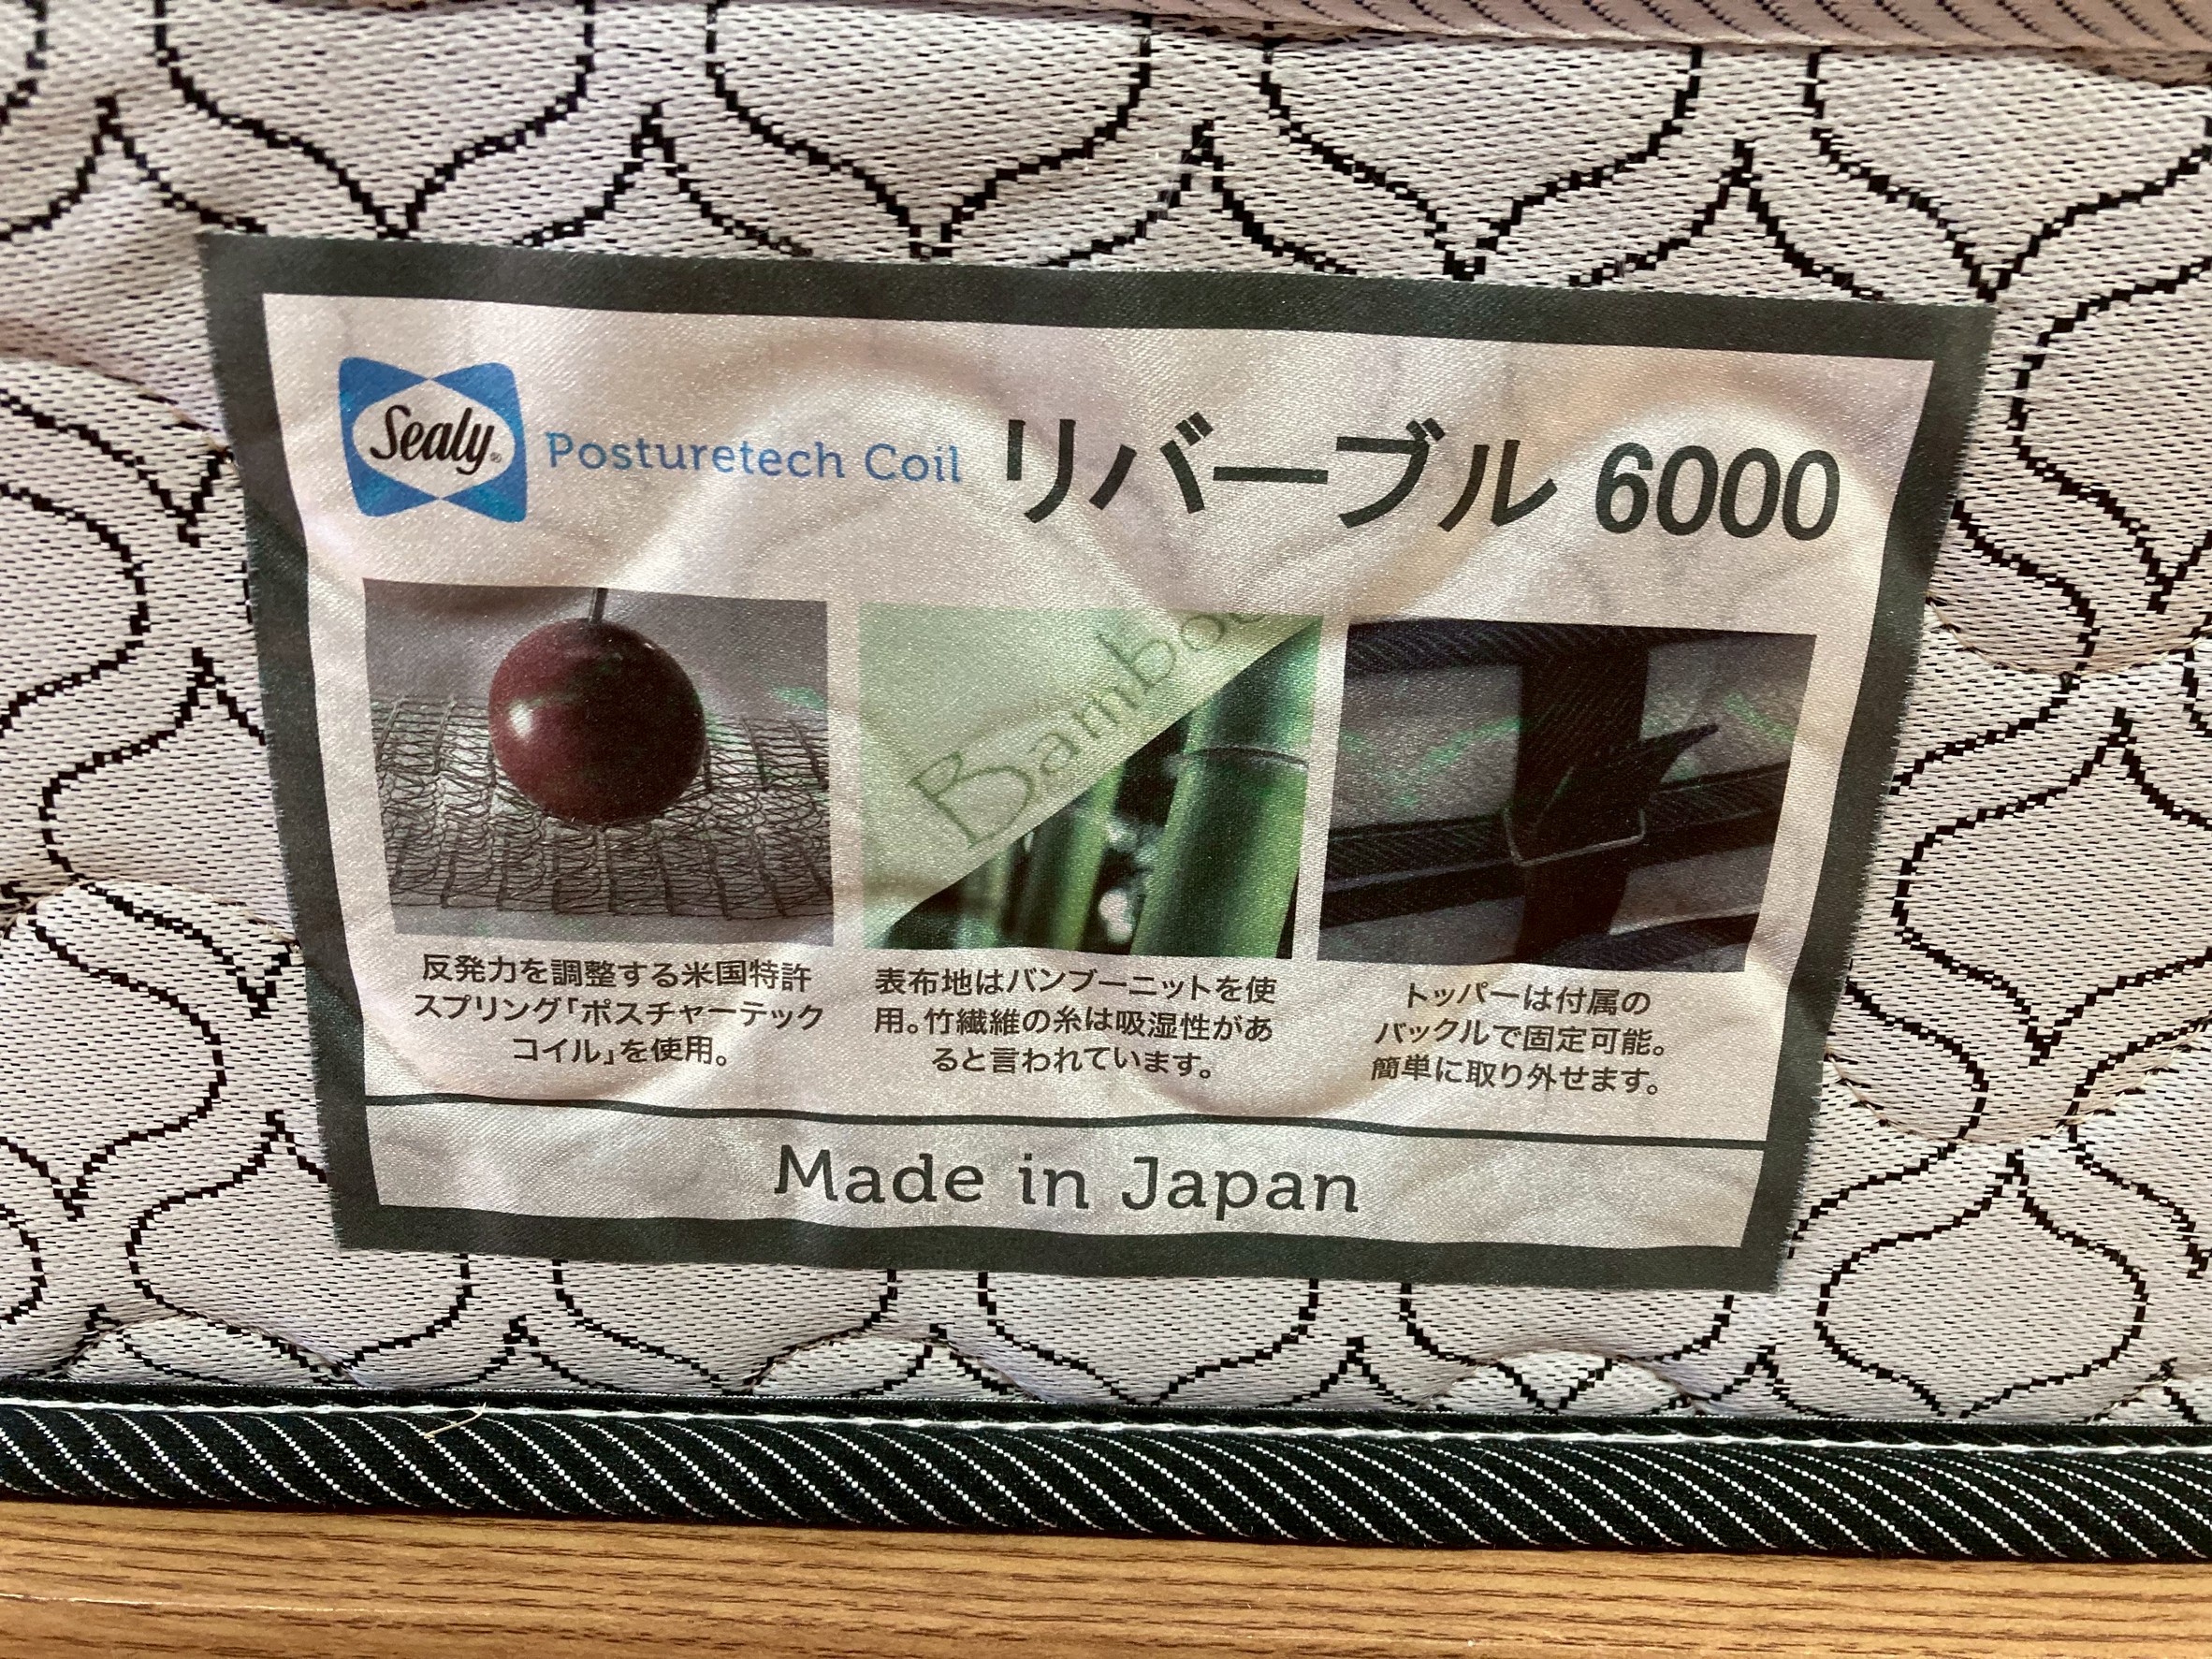 Sealy® Posturetech Coil リバーブル 6000
Bamboo
反発力を調整する米国特許
スプリング「ポスチャーテック
コイル」を使用。
表布地はバンブーニットを使
用。竹繊維の糸は吸湿性があ
ると言われています。
トッパーは付属の
バックルで固定可能。
簡単に取り外せます。
Made in Japan